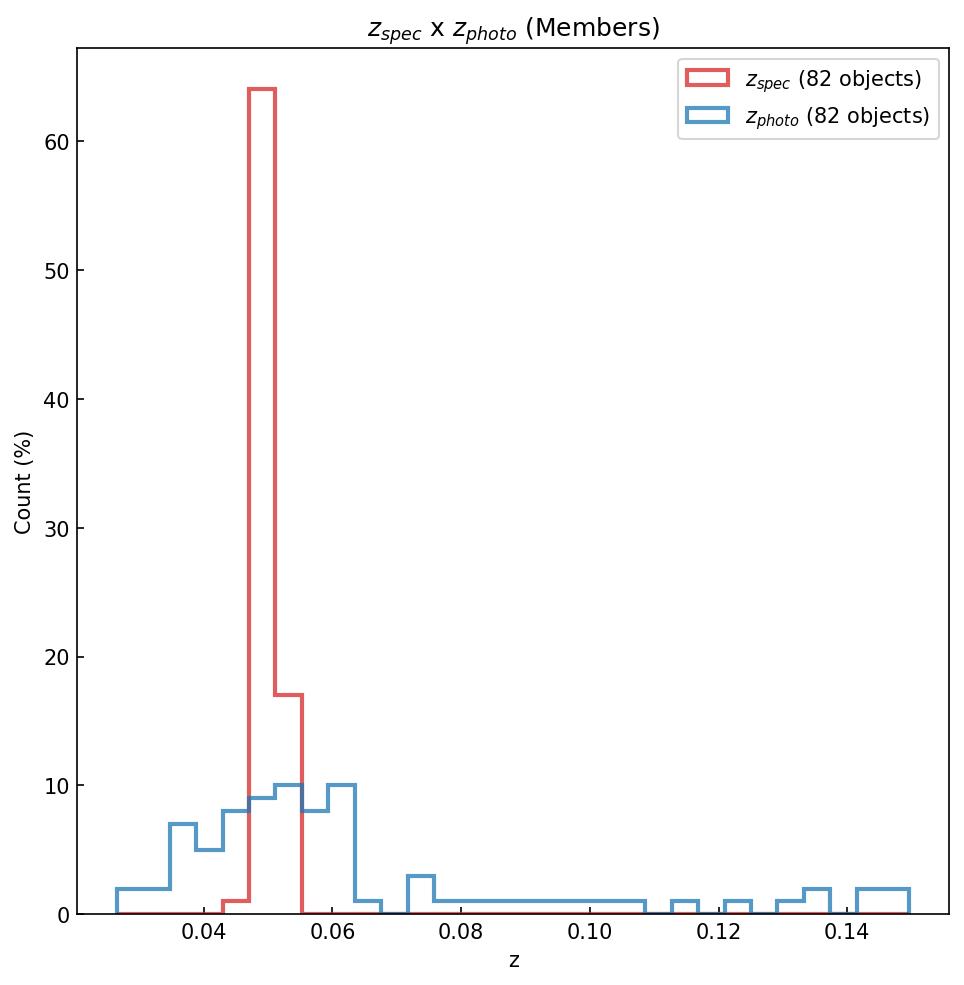 z_spec x z_photo (Members)
z_spec (82 objects)
z_photo (82 objects)
Count (%)
60
50
40
30
20
10
0
0.04 0.06 0.08 0.10 0.12 0.14
z